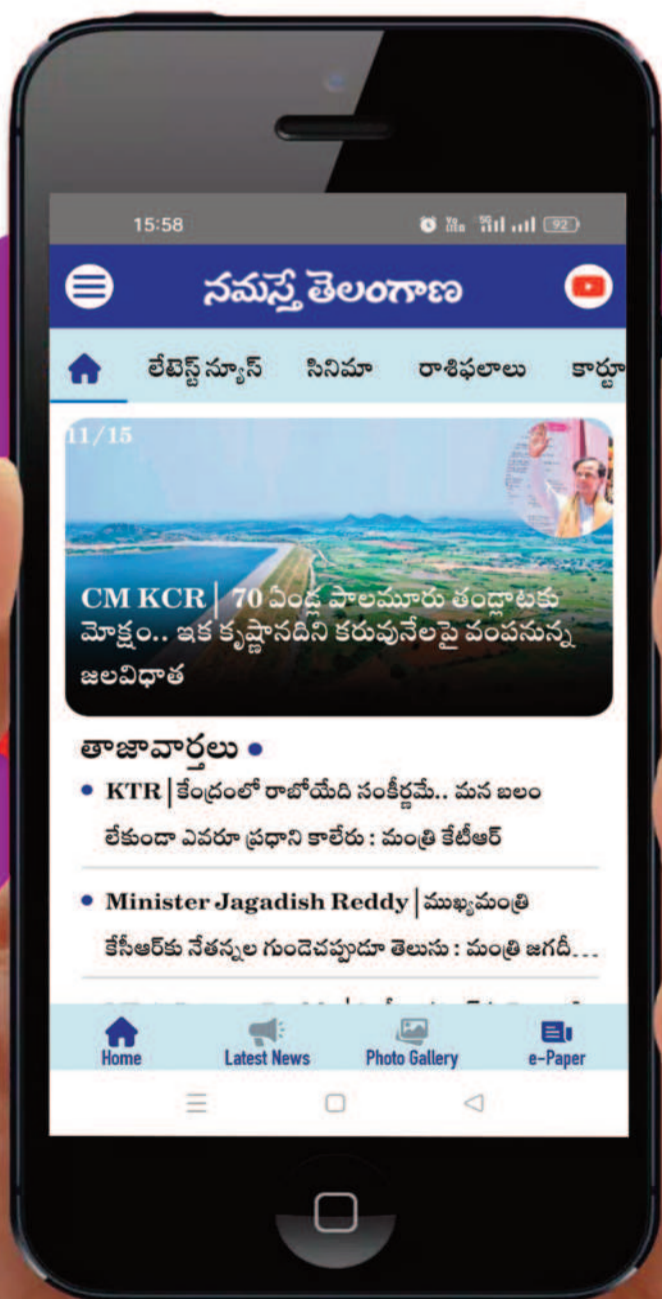 15:58
5G
92
నమస్తే తెలంగాణ
లేటెస్ట్ న్యూస్ సినిమా రాశిఫలాలు కార్టూ
11/15
CM KCR | 70 ఏండ్ల పాలమూరు తండ్లాటకు
మోక్షం.. ఇక కృష్ణానదిని కరువునేలపై వంపనున్న
జలవిధాత
తాజావార్తలు
• KTR | కేంద్రంలో రాబోయేది సంకీర్ణమే.. మన బలం
లేకుండా ఎవరూ ప్రధాని కాలేరు : మంత్రి కేటీఆర్
• Minister Jagadish Reddy | ముఖ్యమంత్రి
కేసీఆర్‌కు నేతన్నల గుండెచప్పుడూ తెలుసు : మంత్రి జగదీ...
Home Latest News Photo Gallery e-Paper